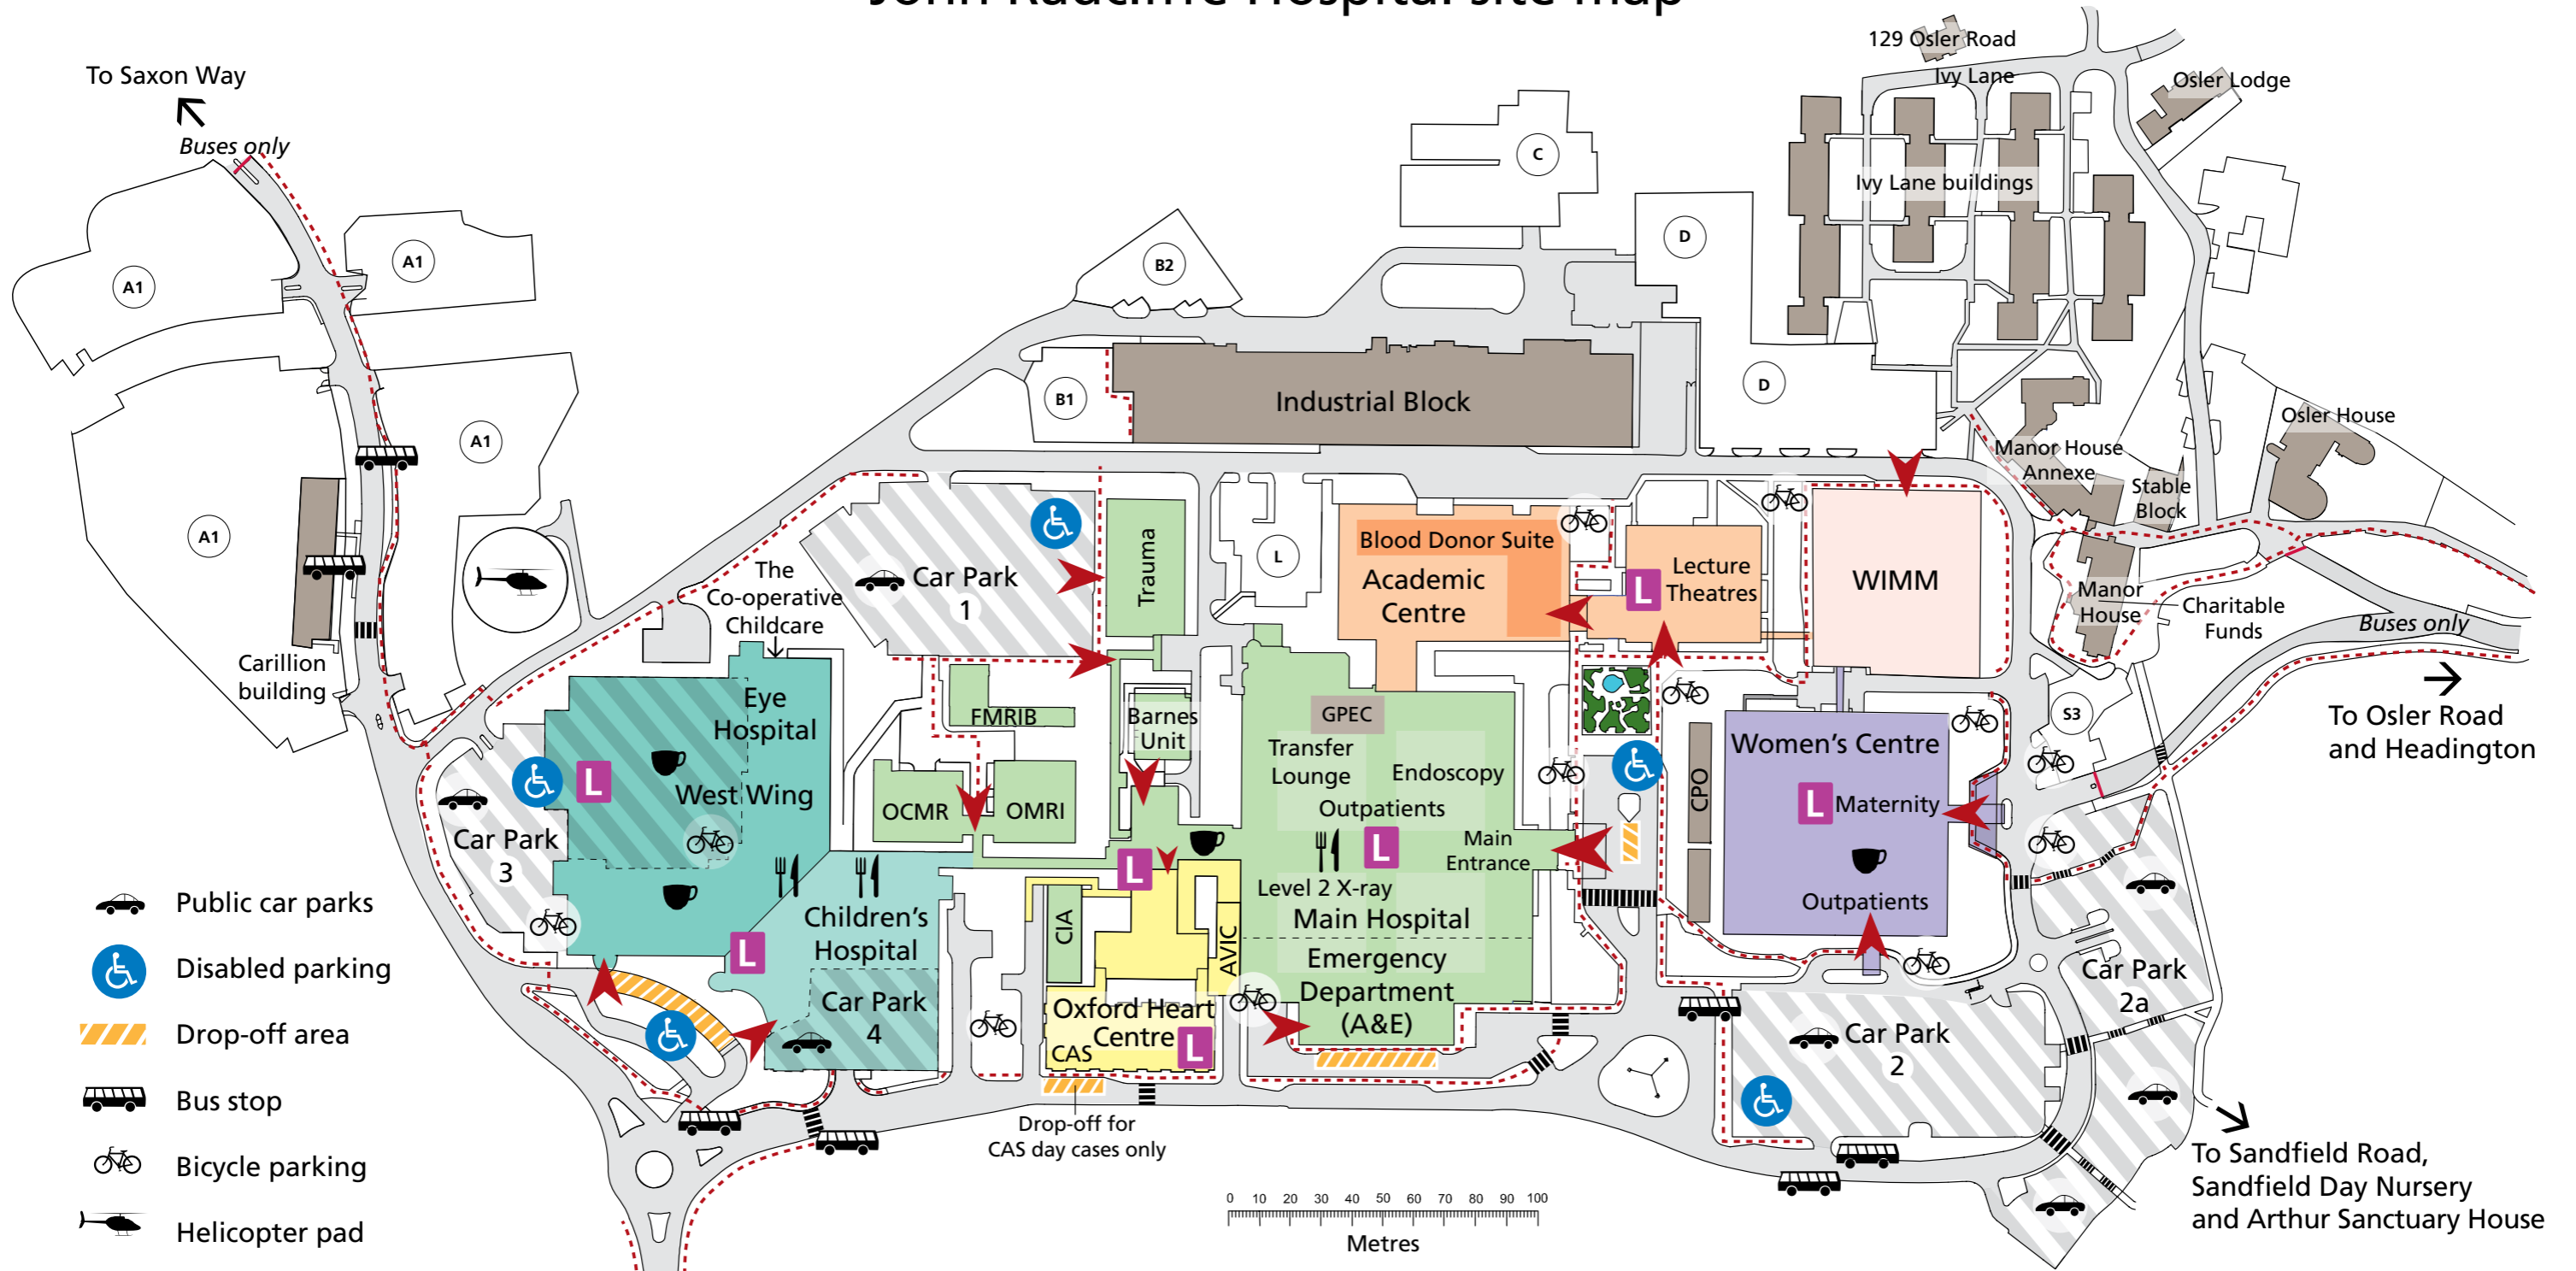 John Radcliffe Hospital site map
To Saxon Way
Buses only
A1
A1
A1
A1
B2
B1
C
D
D
L
S3
129 Osler Road
Ivy Lane
Osler Lodge
Ivy Lane buildings
Osler House
Manor House
Annexe
Stable
Block
Manor
House
Charitable
Funds
Buses only
To Osler Road
and Headington
Industrial Block
Carillion
building
The
Co-operative
Childcare
Car Park
1
Trauma
Blood Donor Suite
Academic
Centre
L
Lecture
Theatres
WIMM
Eye
Hospital
L
West Wing
Car Park
3
FMRIB
OCMR
OMRI
Barnes
Unit
L
GPEC
Transfer
Lounge
Endoscopy
Outpatients
L
Main
Entrance
Level 2 X-ray
Main Hospital
Emergency
Department
(A&E)
CPO
Women's Centre
L
Maternity
Outpatients
Children's
Hospital
L
Car Park
4
CIA
AVIC
Oxford Heart
Centre
CAS
L
Drop-off for
CAS day cases only
Car Park
2
Car Park
2a
To Sandfield Road,
Sandfield Day Nursery
and Arthur Sanctuary House
Public car parks
Disabled parking
Drop-off area
Bus stop
Bicycle parking
Helicopter pad
0 10 20 30 40 50 60 70 80 90 100
Metres